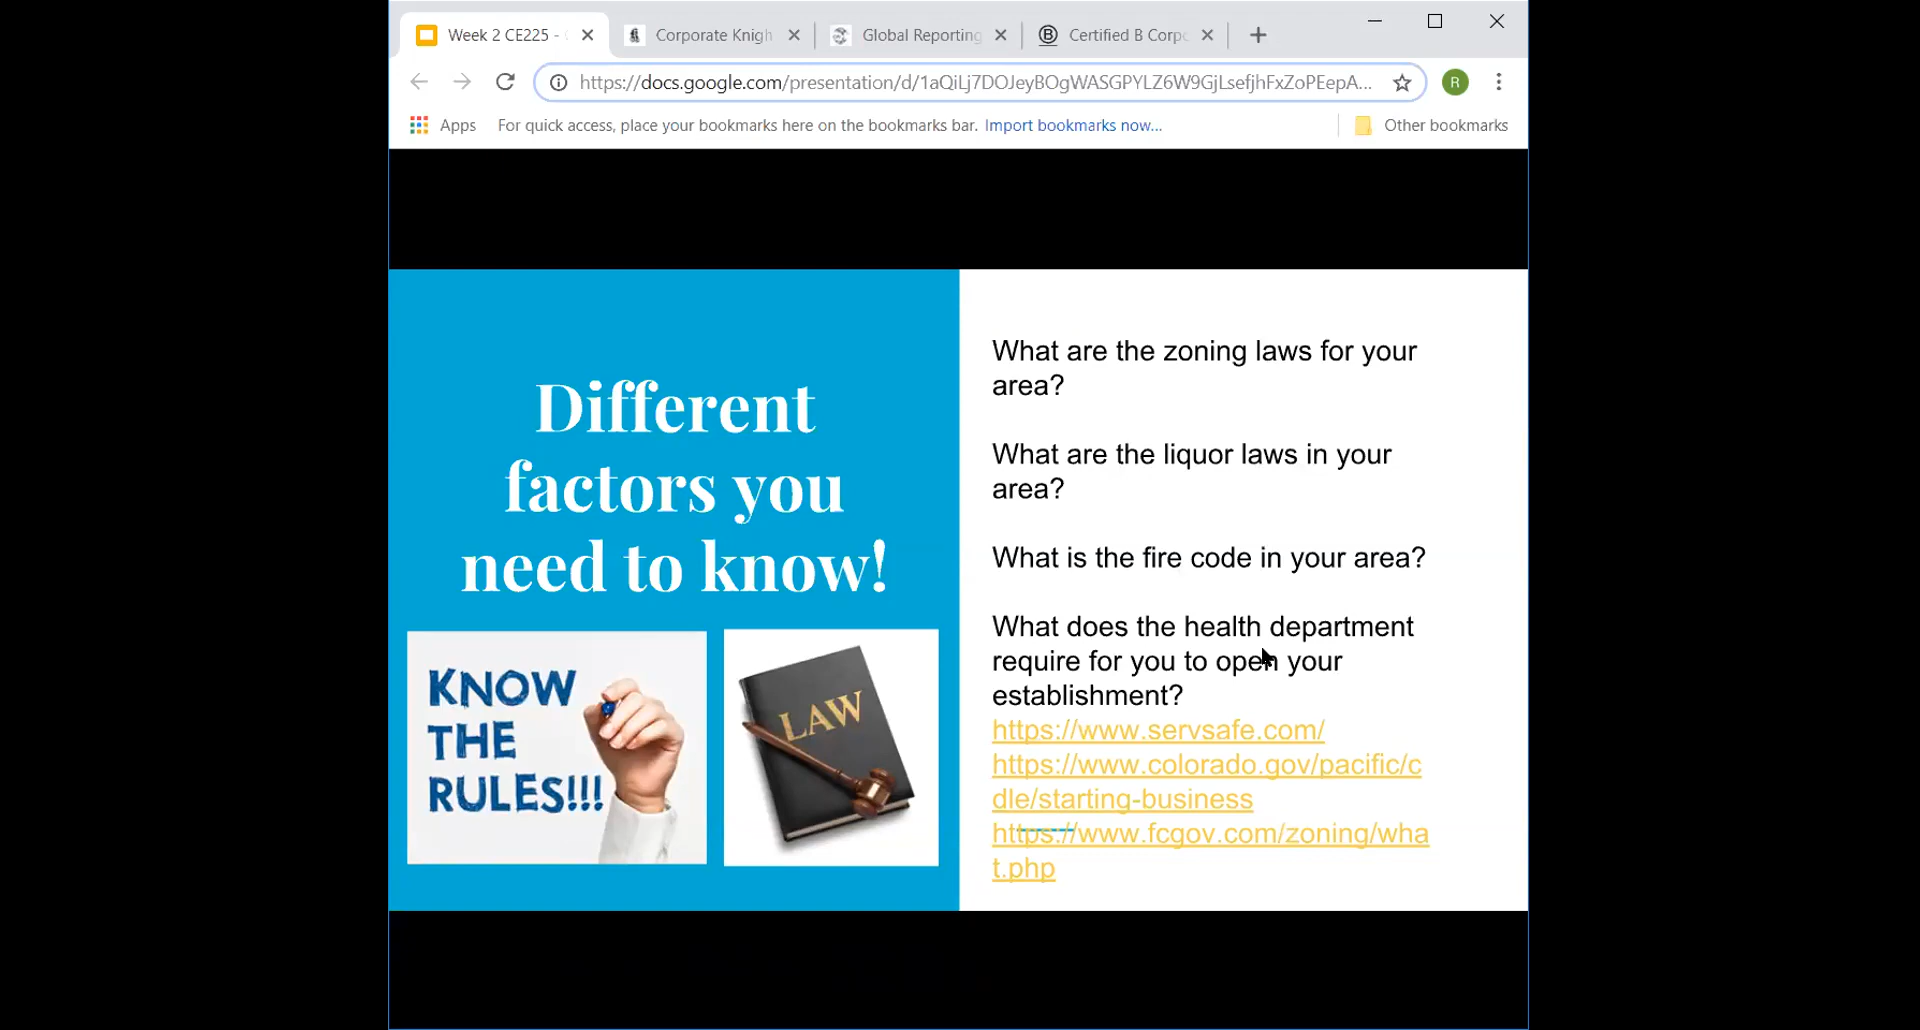 Week 2 CE225 -
Corporate Knigh
Global Reporting
Certified B Corpo
https://docs.google.com/presentation/d/1aQiLj7DOJeyBOgWASGPYLZ6W9GjLsefjhFxZoPEepA...
R
Apps
For quick access, place your bookmarks here on the bookmarks bar. Import bookmarks now...
Other bookmarks
Different
factors you
need to know!
KNOW
THE
RULES!!!
LAW
What are the zoning laws for your
area?
What are the liquor laws in your
area?
What is the fire code in your area?
What does the health department
require for you to open your
establishment?
https://www.servsafe.com/
https://www.colorado.gov/pacific/c
dle/starting-business
https://www.fcgov.com/zoning/wha
t.php